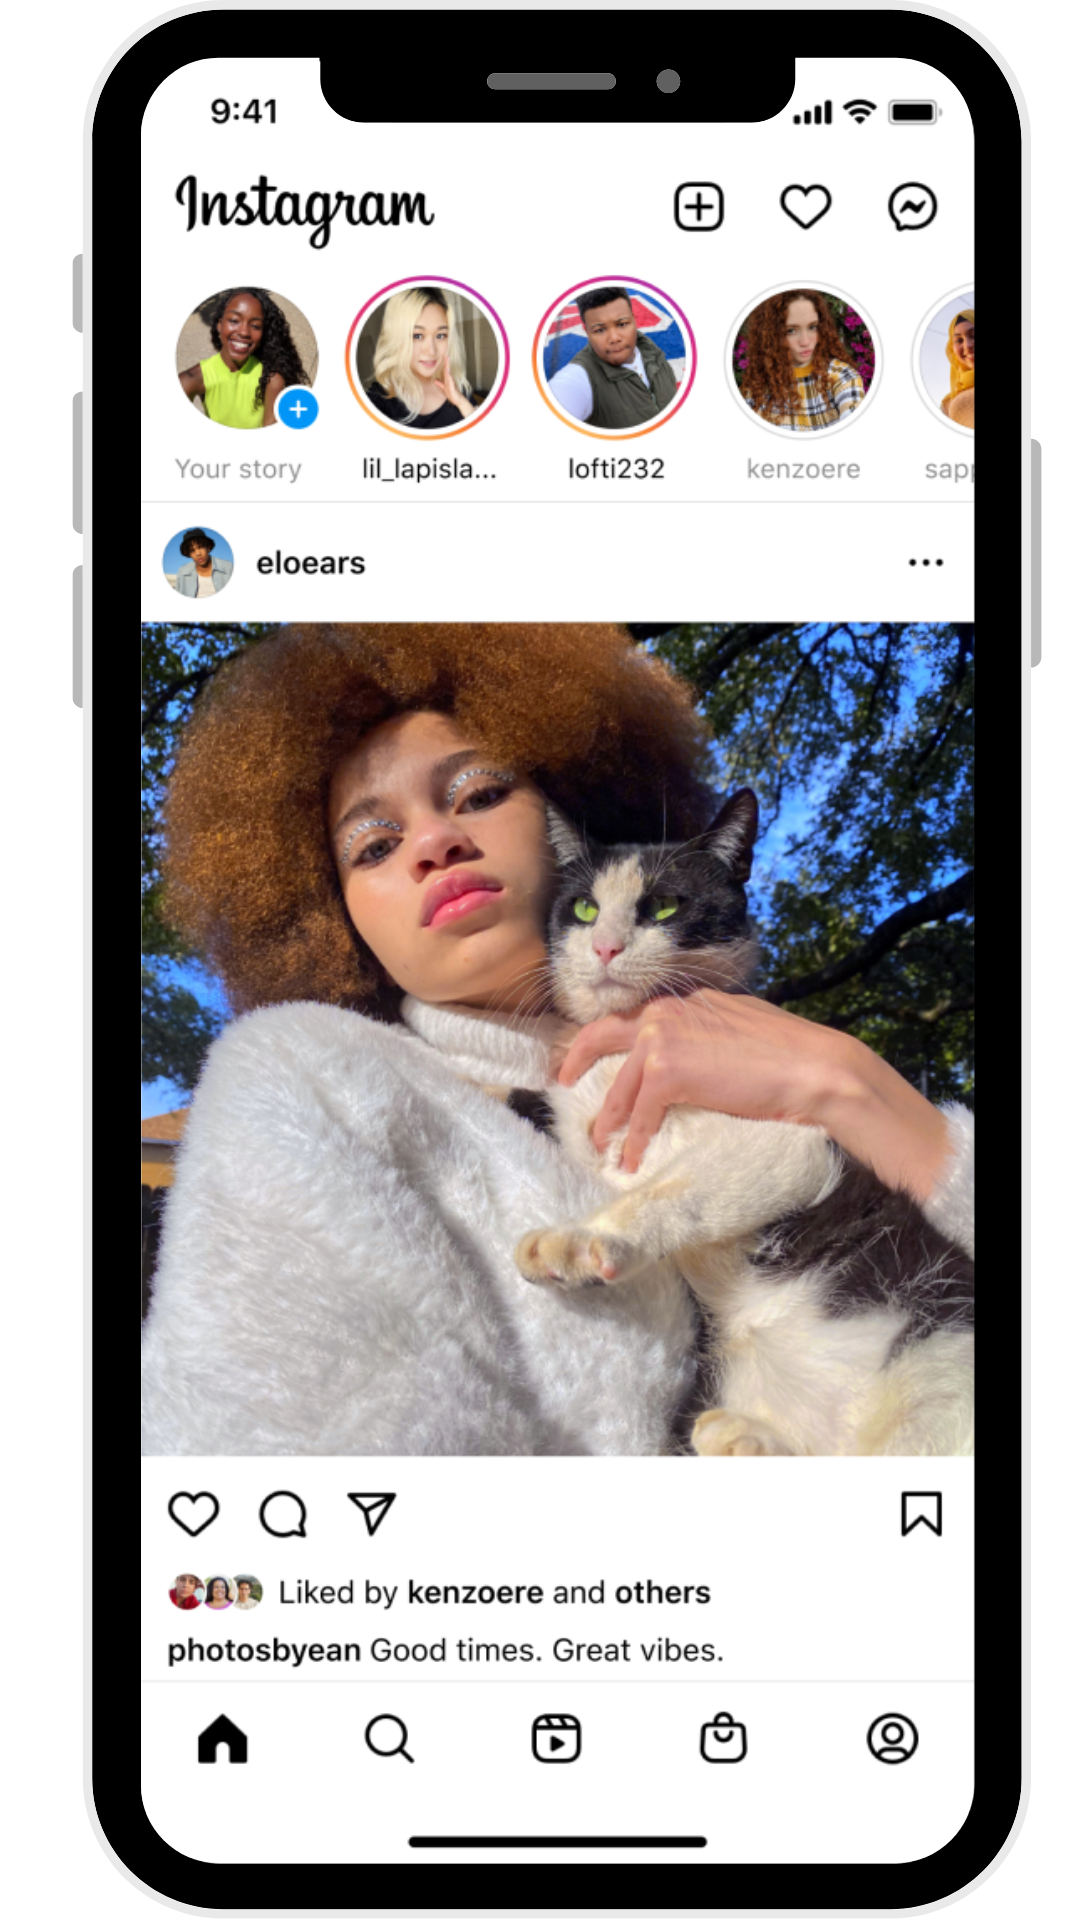 9:41
Instagram
Your story
lil_lapisla...
lofti232
kenzoere
sapp
eloears
Liked by kenzoere and others
photosbyean Good times. Great vibes.